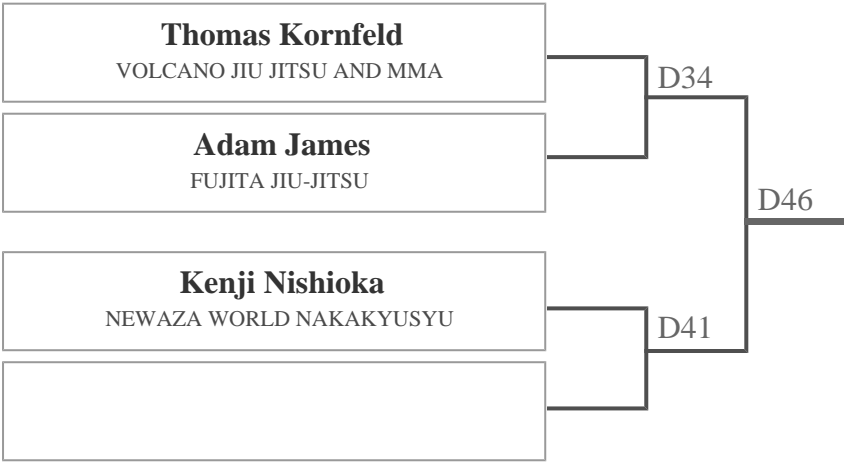 Thomas Kornfeld
VOLCANO JIU JITSU AND MMA
D34
Adam James
FUJITA JIU-JITSU
D46
Kenji Nishioka
NEWAZA WORLD NAKAKYUSYU
D41